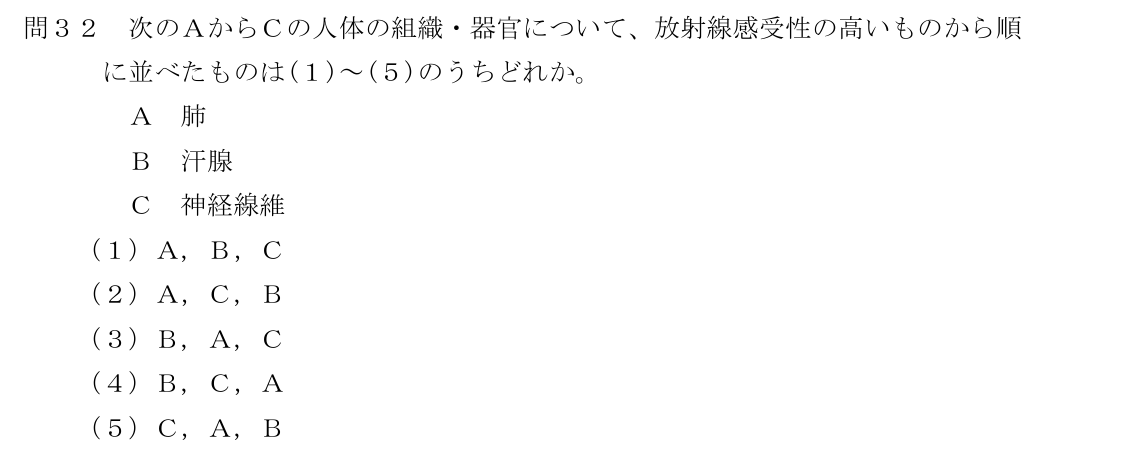 問３２　次のＡからＣの人体の組織・器官について、放射線感受性の高いものから順
に並べたものは(１)～(５)のうちどれか。
Ａ　肺
Ｂ　汗腺
Ｃ　神経線維
(１) Ａ，Ｂ，Ｃ
(２) Ａ，Ｃ，Ｂ
(３) Ｂ，Ａ，Ｃ
(４) Ｂ，Ｃ，Ａ
(５) Ｃ，Ａ，Ｂ